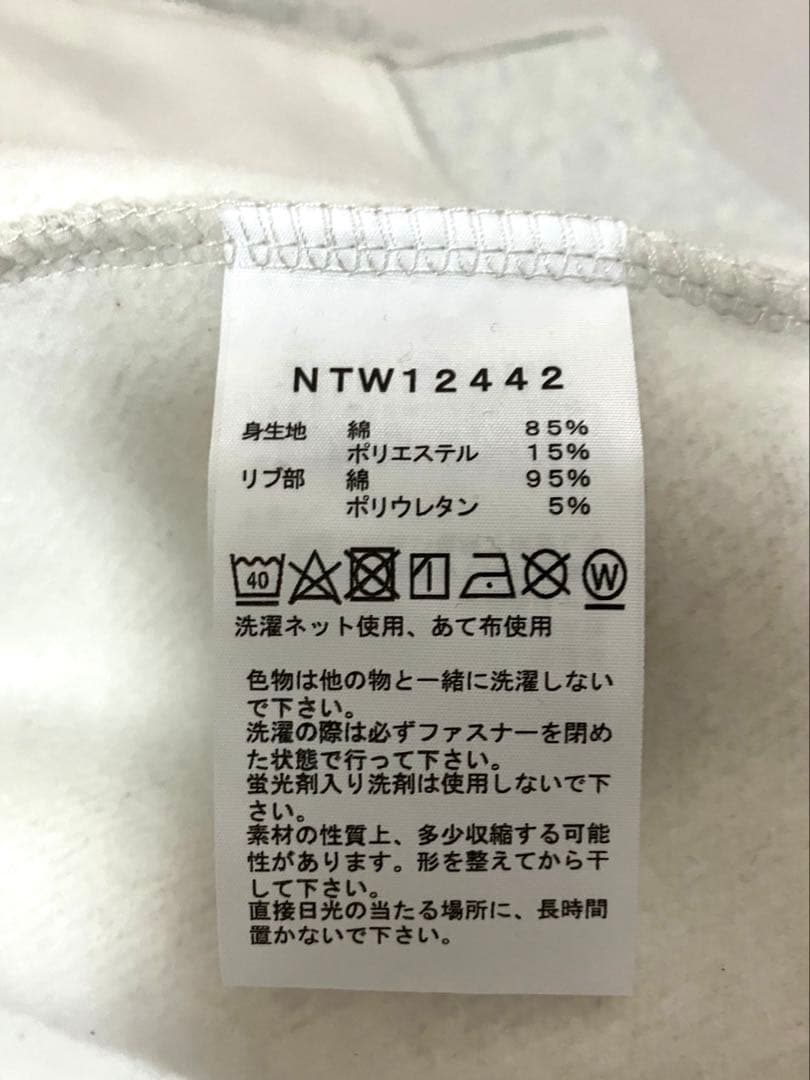 NTW12442
身生地 綿 85%
ポリエステル 15%
リブ部 綿 95%
ポリウレタン 5%
40 W
洗濯ネット使用、あて布使用
色物は他の物と一緒に洗濯しない
で下さい。
洗濯の際は必ずファスナーを閉め
た状態で行って下さい。
蛍光剤入り洗剤は使用しないで下
さい。
素材の性質上、多少収縮する可能
性があります。形を整えてから干
して下さい。
直接日光の当たる場所に、長時間
置かないで下さい。